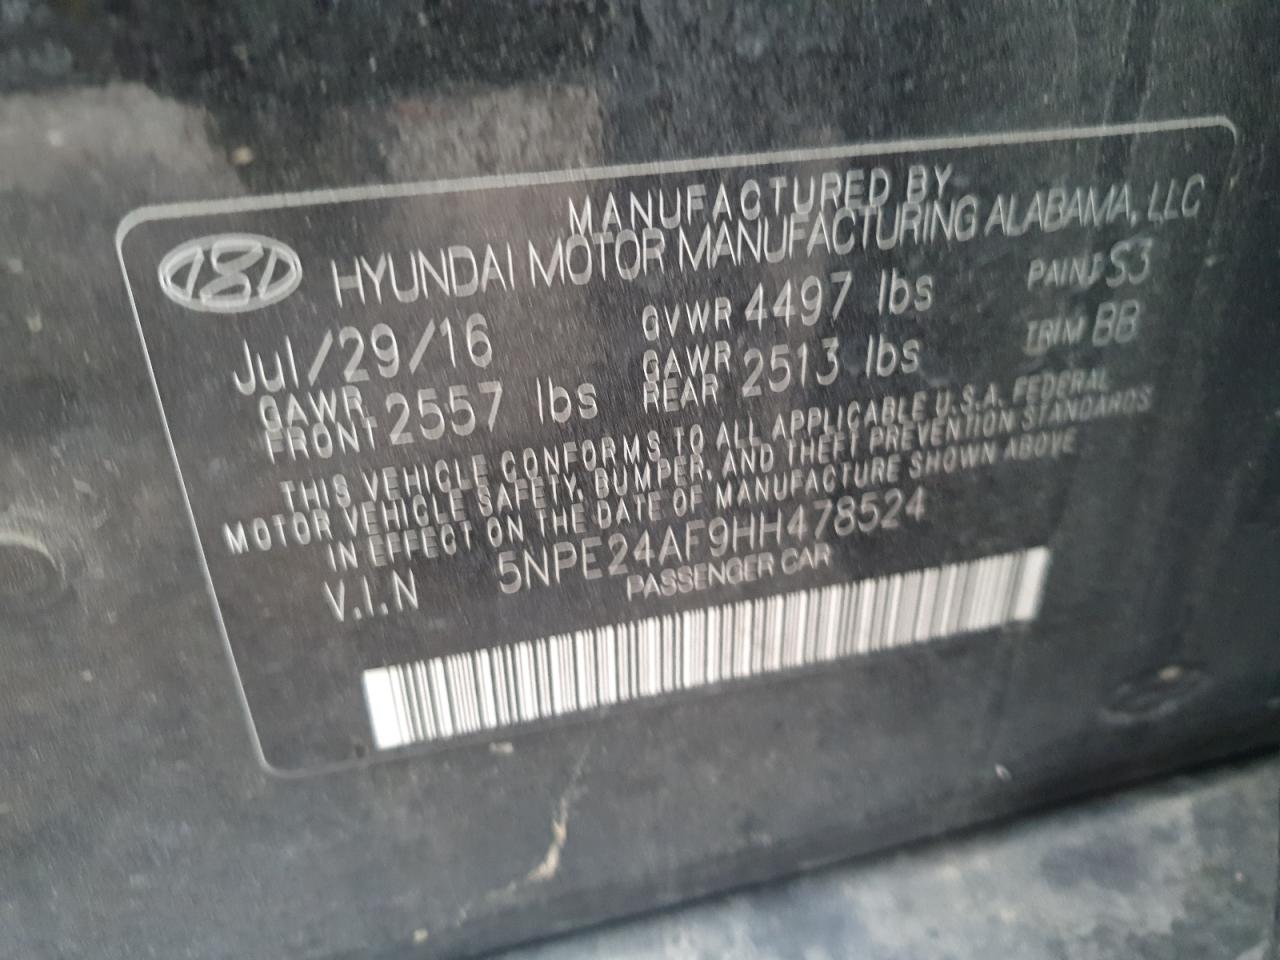 MANUFACTURED BY
HYUNDAI MOTOR MANUFACTURING ALABAMA, LLC
Jul/29/16 GVWR 4497 lbs PAINT S3
GAWR FRONT 2557 lbs GAWR REAR 2513 lbs TRIM BB
THIS VEHICLE CONFORMS TO ALL APPLICABLE U.S.A. FEDERAL
MOTOR VEHICLE SAFETY, BUMPER, AND THEFT PREVENTION STANDARDS
IN EFFECT ON THE DATE OF MANUFACTURE SHOWN ABOVE
V.I.N 5NPE24AF9HH478524
PASSENGER CAR